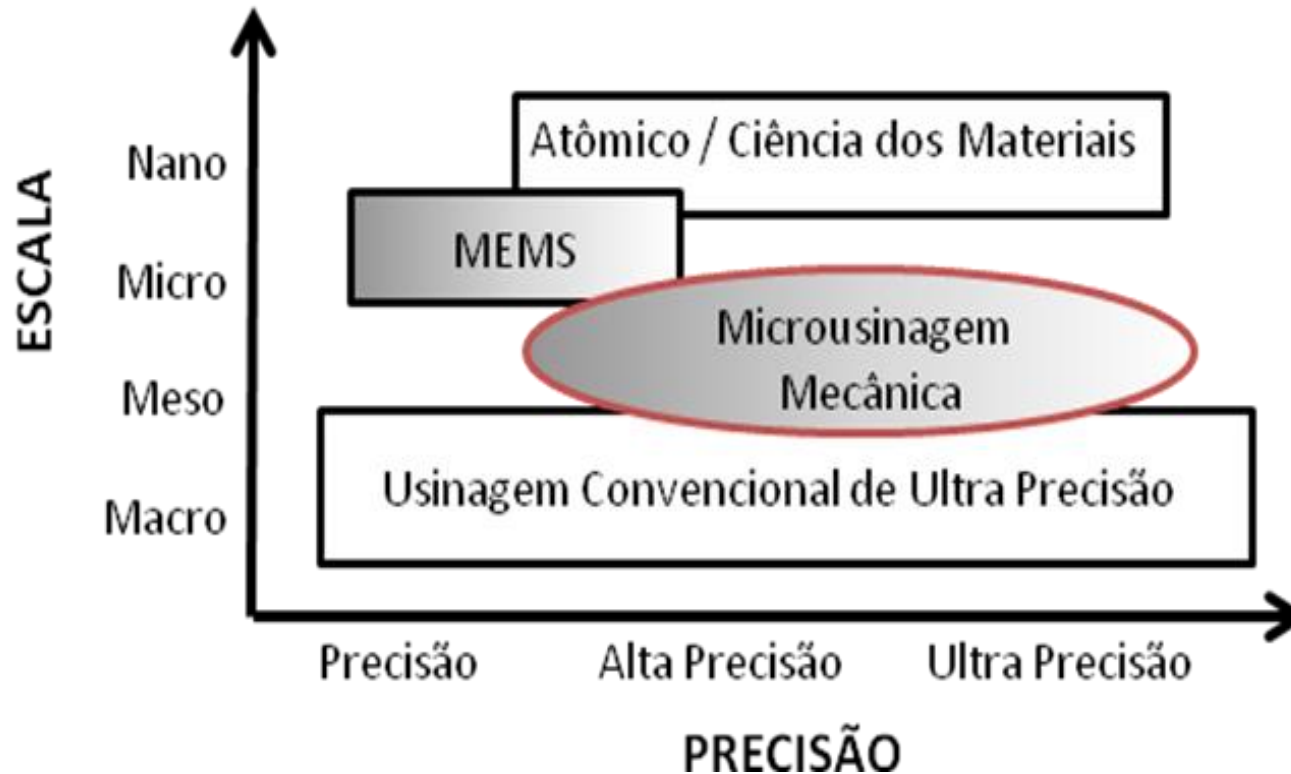 ESCALA
Nano
Micro
Meso
Macro
Atômico / Ciência dos Materiais
MEMS
Microusinagem
Mecânica
Usinagem Convencional de Ultra Precisão
Precisão
Alta Precisão
Ultra Precisão
PRECISÃO